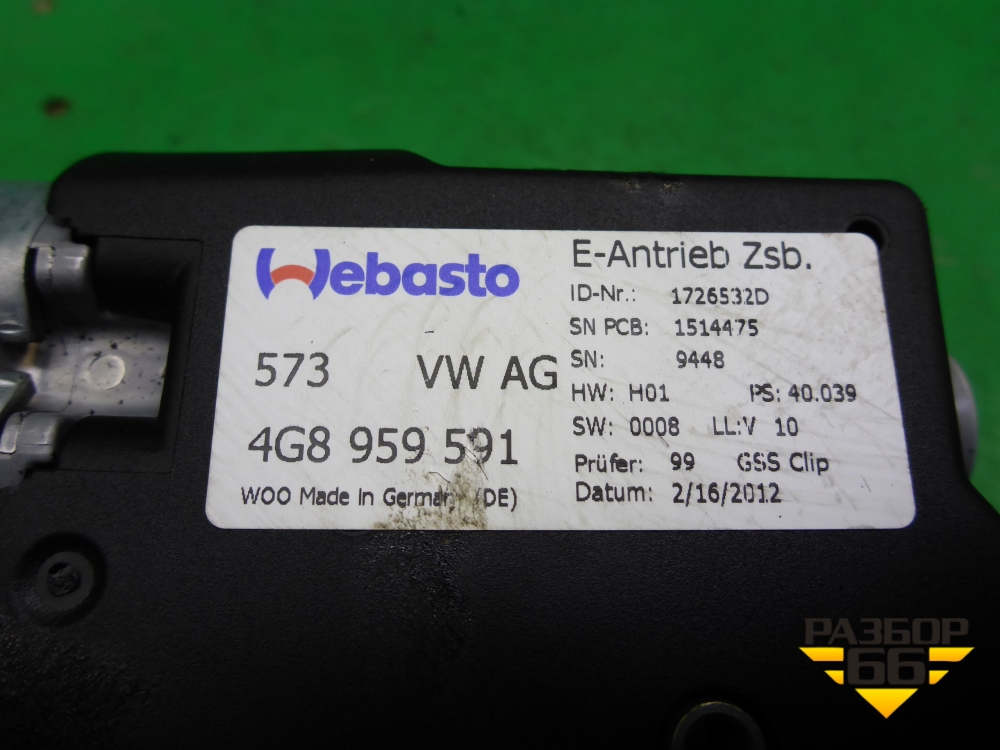 Webasto
573 VW AG
4G8 959 591
WOO Made in Germany (DE)
E-Antrieb Zsb.
ID-Nr.: 1726532D
SN PCB: 1514475
SN: 9448
HW: H01 PS: 40.039
SW: 0008 LL:V 10
Prüfer: 99 GSS Clip
Datum: 2/16/2012
РАЗБОР
66